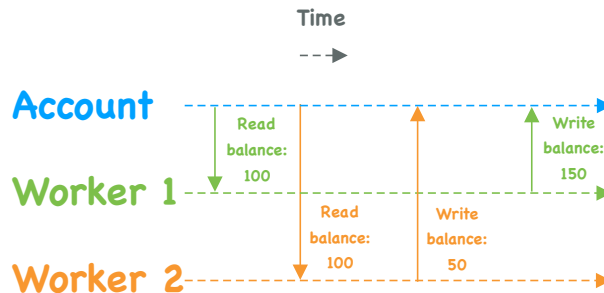 Time
Account
Read
balance:
100
Write
balance:
150
Worker 1
Read
balance:
100
Write
balance:
50
Worker 2